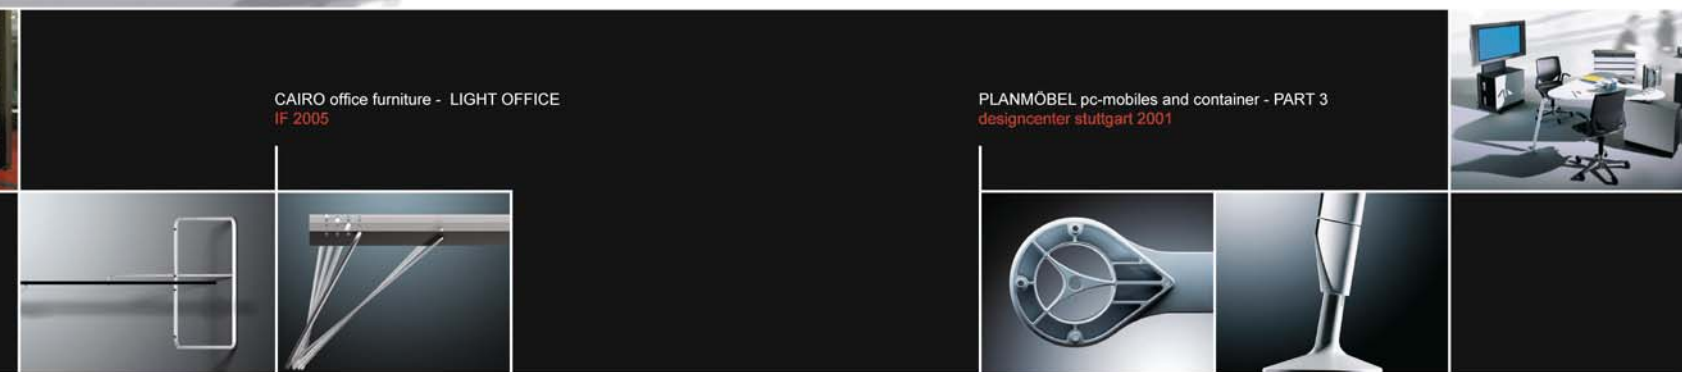 CAIRO office furniture -  LIGHT OFFICE
IF 2005
PLANMÖBEL pc-mobiles and container - PART 3
designcenter stuttgart 2001